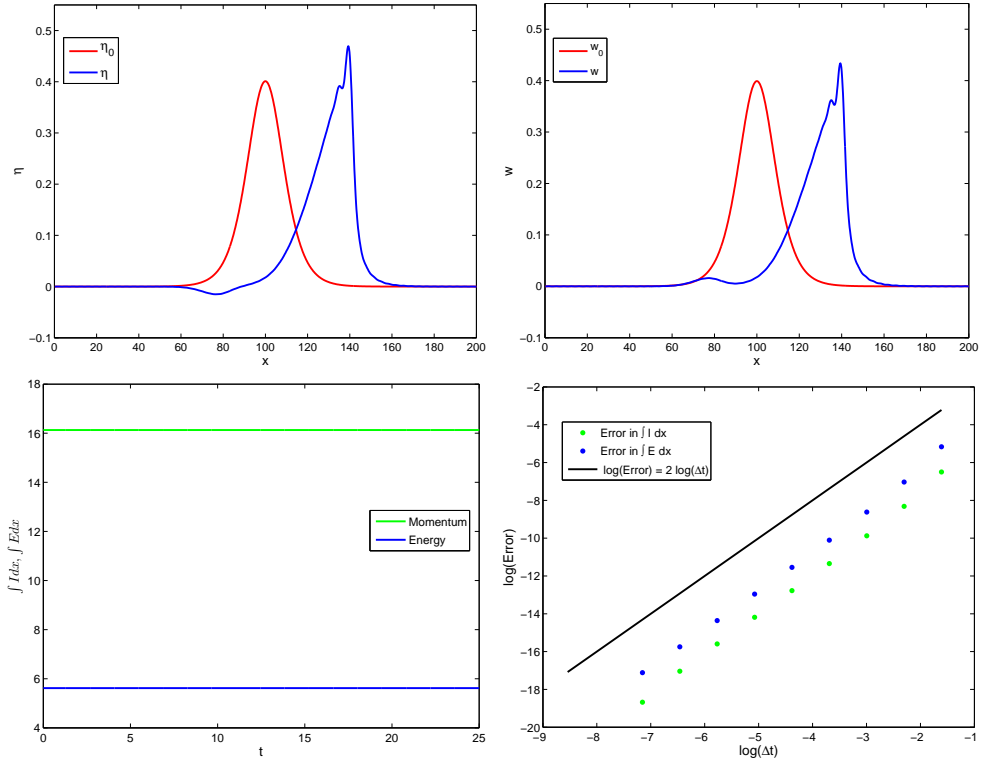 η₀
η
0.5
0.4
0.3
0.2
0.1
0
−0.1
η
0 20 40 60 80 100 120 140 160 180 200
x
w₀
w
0.5
0.4
0.3
0.2
0.1
0
−0.1
w
0 20 40 60 80 100 120 140 160 180 200
x
18
16
14
12
10
8
6
4
∫ Idx, ∫ Edx
Momentum
Energy
0 5 10 15 20 25
t
−2
−4
−6
−8
−10
−12
−14
−16
−18
−20
log(Error)
Error in ∫ I dx
Error in ∫ E dx
log(Error) = 2 log(Δt)
−9 −8 −7 −6 −5 −4 −3 −2 −1
log(Δt)